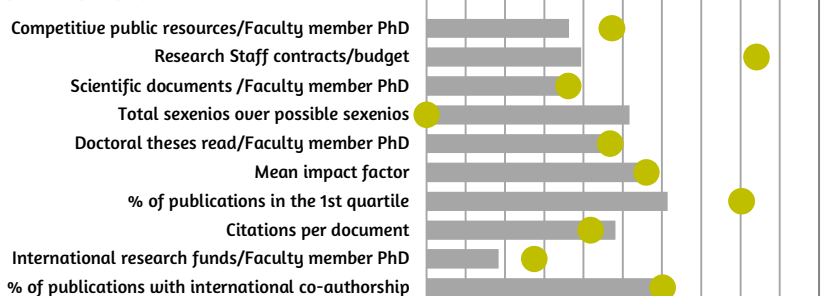 Competitive public resources/Faculty member PhD
Research Staff contracts/budget
Scientific documents /Faculty member PhD
Total sexenios over possible sexenios
Doctoral theses read/Faculty member PhD
Mean impact factor
% of publications in the 1st quartile
Citations per document
International research funds/Faculty member PhD
% of publications with international co-authorship